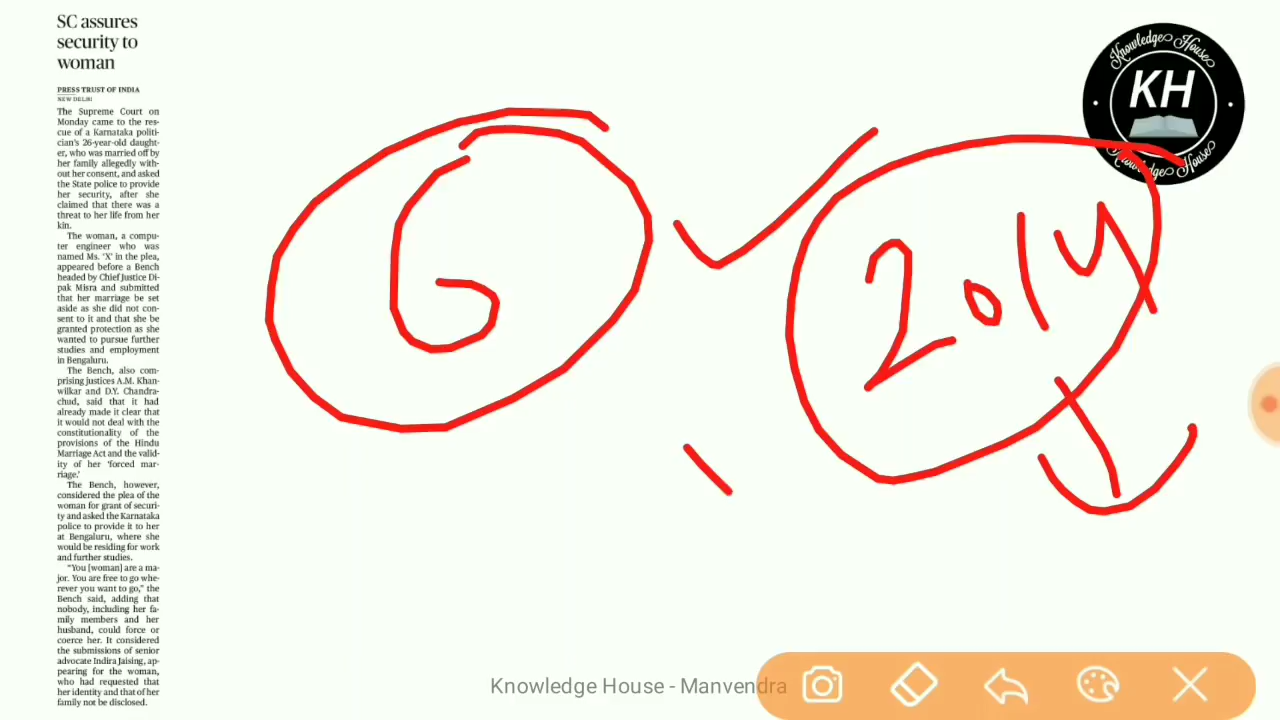 SC assures
security to
woman
PRESS TRUST OF INDIA
NEW DELHI
The Supreme Court on
Monday came to the res-
cue of a Karnataka politi-
cian's 26-year-old daught-
er, who was married off by
her family allegedly with-
out her consent, and asked
the State police to provide
her security, after she
claimed that there was a
threat to her life from her
kin.
The woman, a compu-
ter engineer who was
named Ms. 'X' in the plea,
appeared before a Bench
headed by Chief Justice Di-
pak Misra and submitted
that her marriage be set
aside as she did not con-
sent to it and that she be
granted protection as she
wanted to pursue further
studies and employment
in Bengaluru.
The Bench, also com-
prising justices A.M. Khan-
wilkar and D.Y. Chandra-
chud, said that it had
already made it clear that
it would not deal with the
constitutionality of the
provisions of the Hindu
Marriage Act and the valid-
ity of her 'forced mar-
riage.'
The Bench, however,
considered the plea of the
woman for grant of securi-
ty and asked the Karnataka
police to provide it to her
at Bengaluru, where she
would be residing for work
and further studies.
"You [woman] are a ma-
jor. You are free to go whe-
rever you want to go," the
Bench said, adding that
nobody, including her fa-
mily members and her
husband, could force or
coerce her. It considered
the submissions of senior
advocate Indira Jaising, ap-
pearing for the woman,
who had requested that
her identity and that of her
family not be disclosed.
6
2014
Knowledge House
KH
Knowledge House
Knowledge House - Manvendra